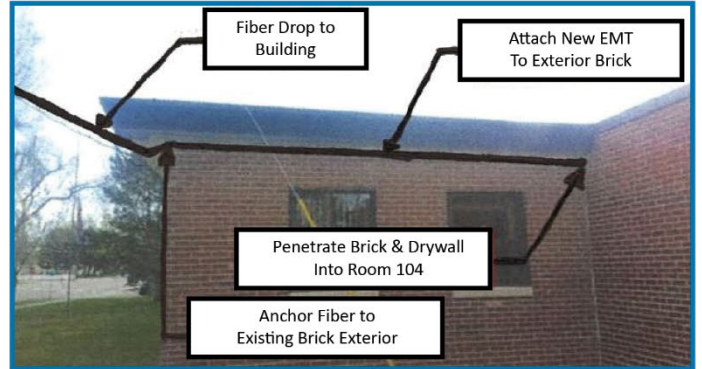 Fiber Drop to
Building
Attach New EMT
To Exterior Brick
Penetrate Brick & Drywall
Into Room 104
Anchor Fiber to
Existing Brick Exterior